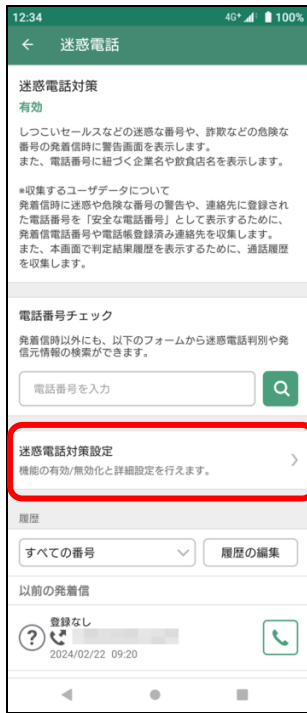 12:34 4G+ 100%
← 迷惑電話
迷惑電話対策
有効
しつこいセールスなどの迷惑な番号や、詐欺などの危険な
番号の発着信時に警告画面を表示します。
また、電話番号に紐づく企業名や飲食店名を表示します。
※収集するユーザデータについて
発着信時に迷惑や危険な番号の警告や、連絡先に登録され
た電話番号を「安全な電話番号」として表示するために、
発着信電話番号や電話帳登録済み連絡先を収集します。
また、本画面で判定結果履歴を表示するために、通話履歴
を収集します。
電話番号チェック
発着信時以外にも、以下のフォームから迷惑電話判別や発
信元情報の検索ができます。
電話番号を入力
迷惑電話対策設定
機能の有効/無効化と詳細設定を行えます。
履歴
すべての番号 履歴の編集
以前の発着信
登録なし
2024/02/22 09:20